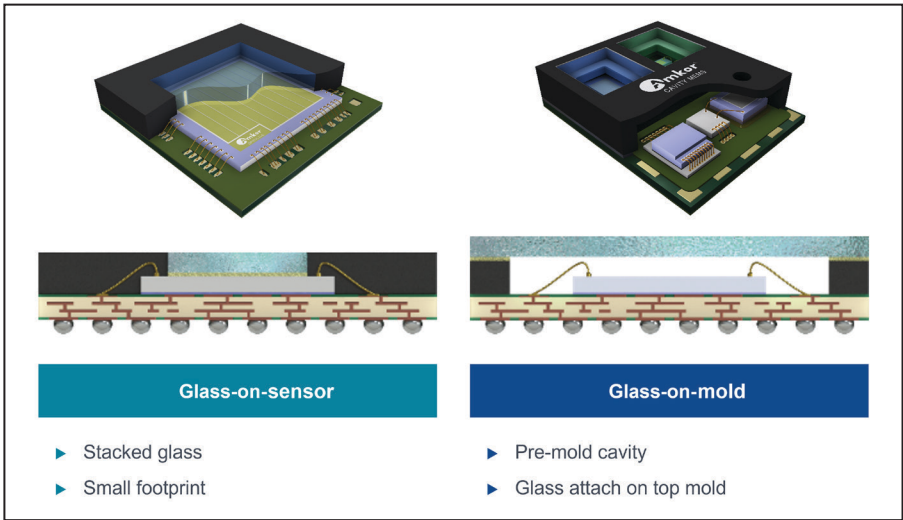 Amkor
Amkor
CAVITY MEMS
Glass-on-sensor
Glass-on-mold
Stacked glass
Small footprint
Pre-mold cavity
Glass attach on top mold